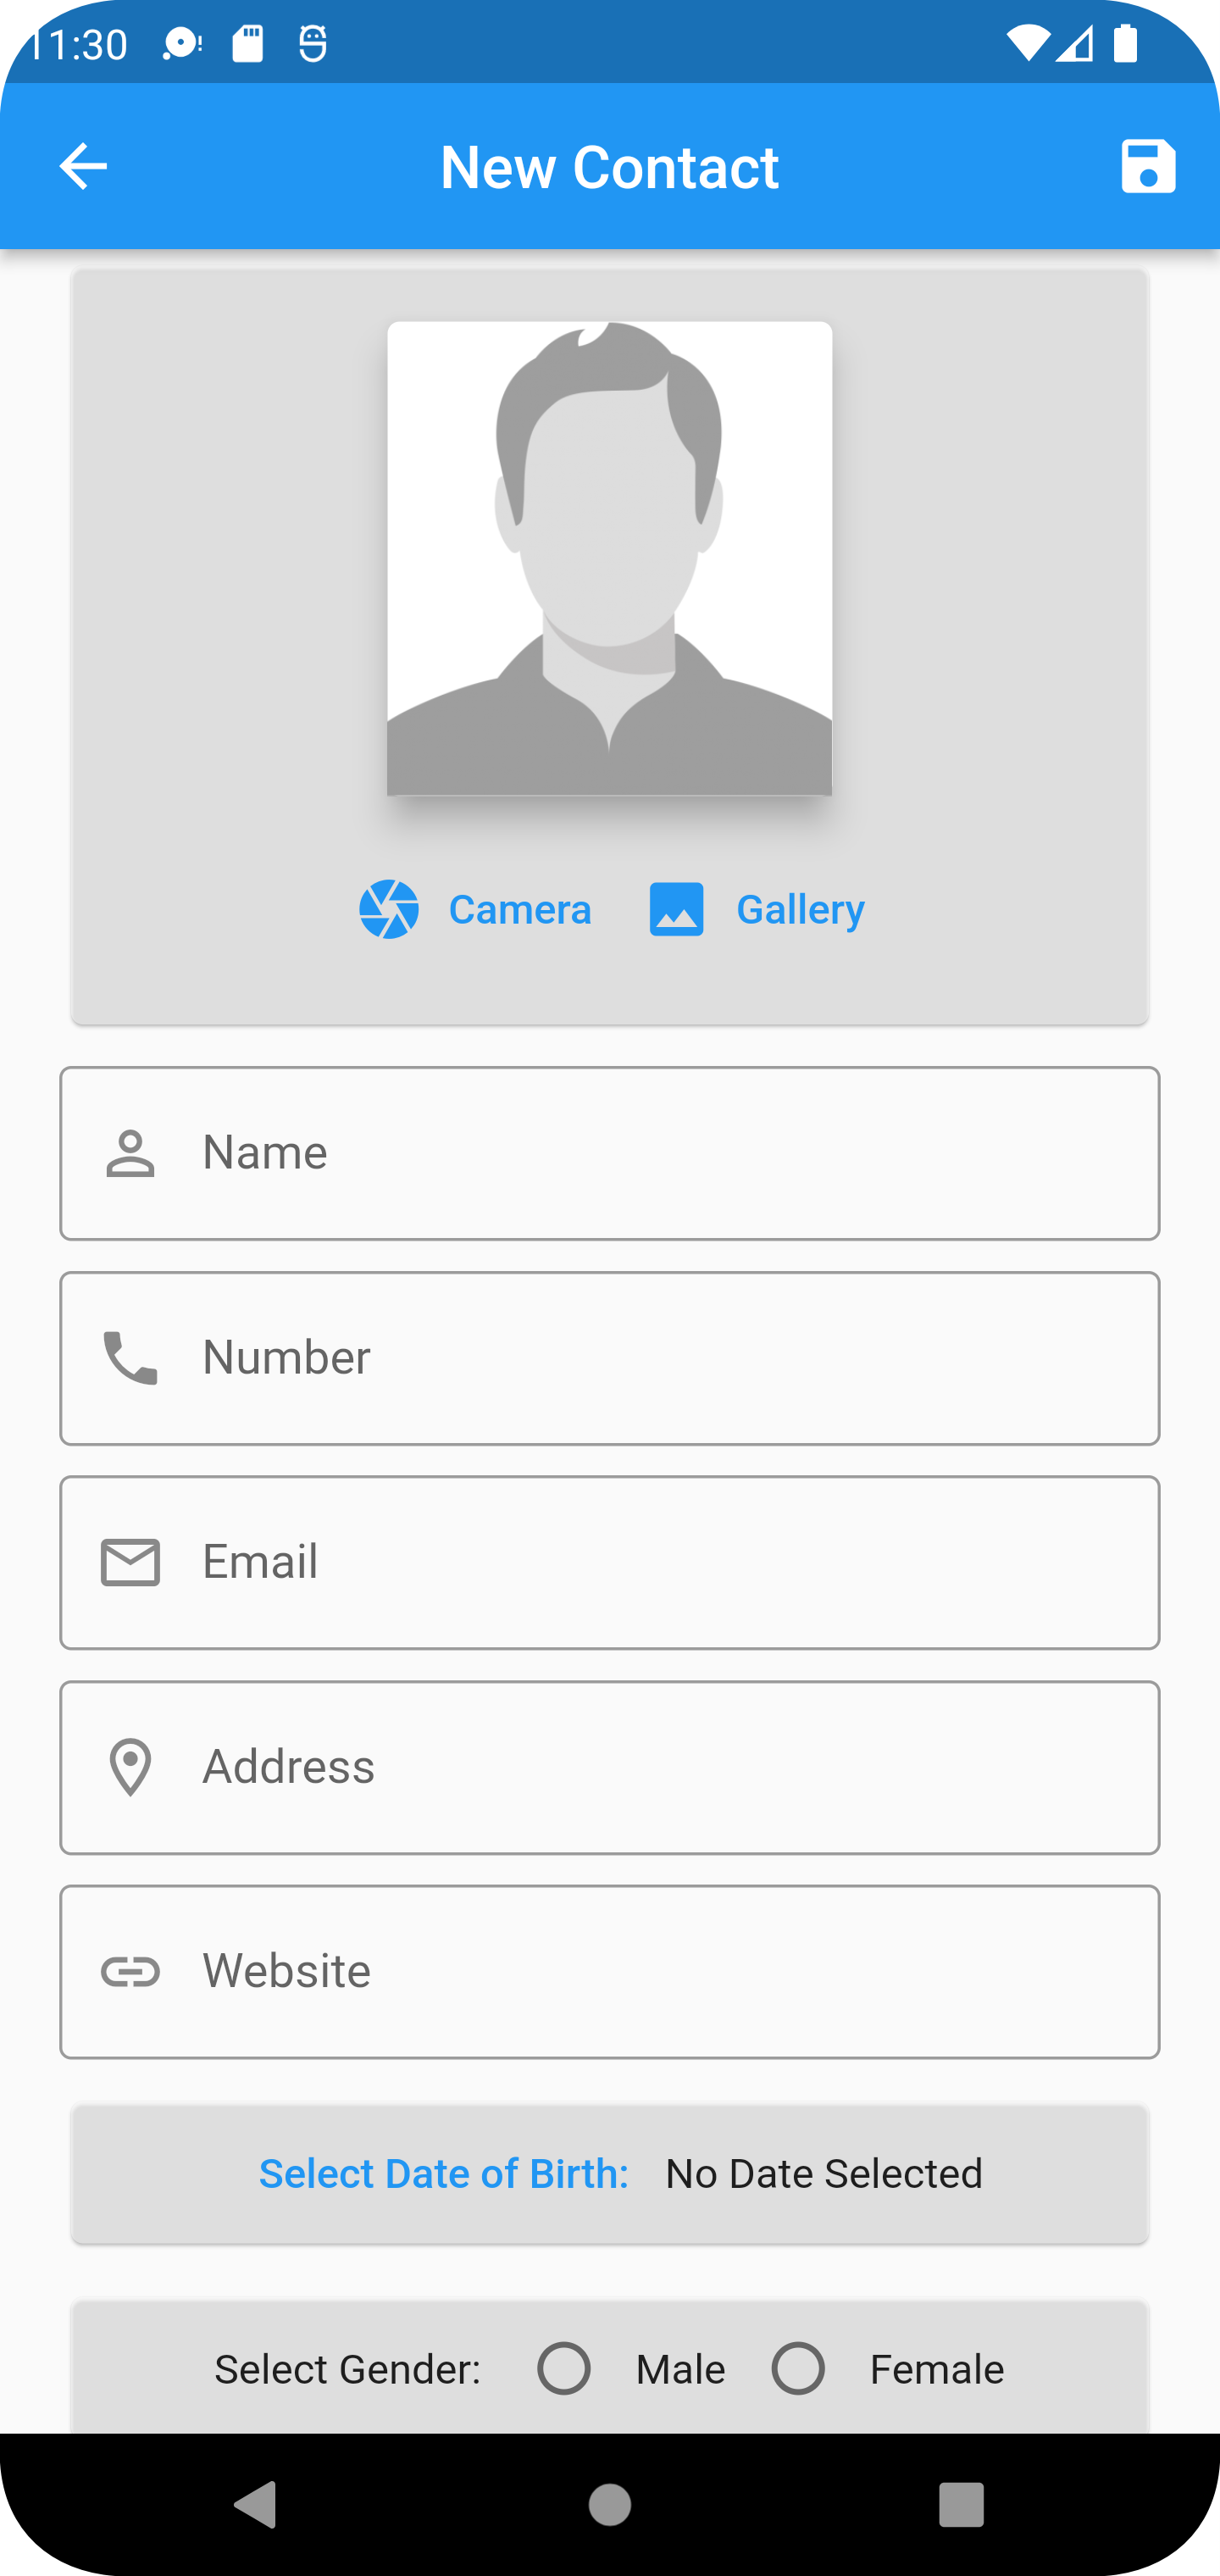 11:30
New Contact
Camera Gallery
Name
Number
Email
Address
Website
Select Date of Birth: No Date Selected
Select Gender: Male Female